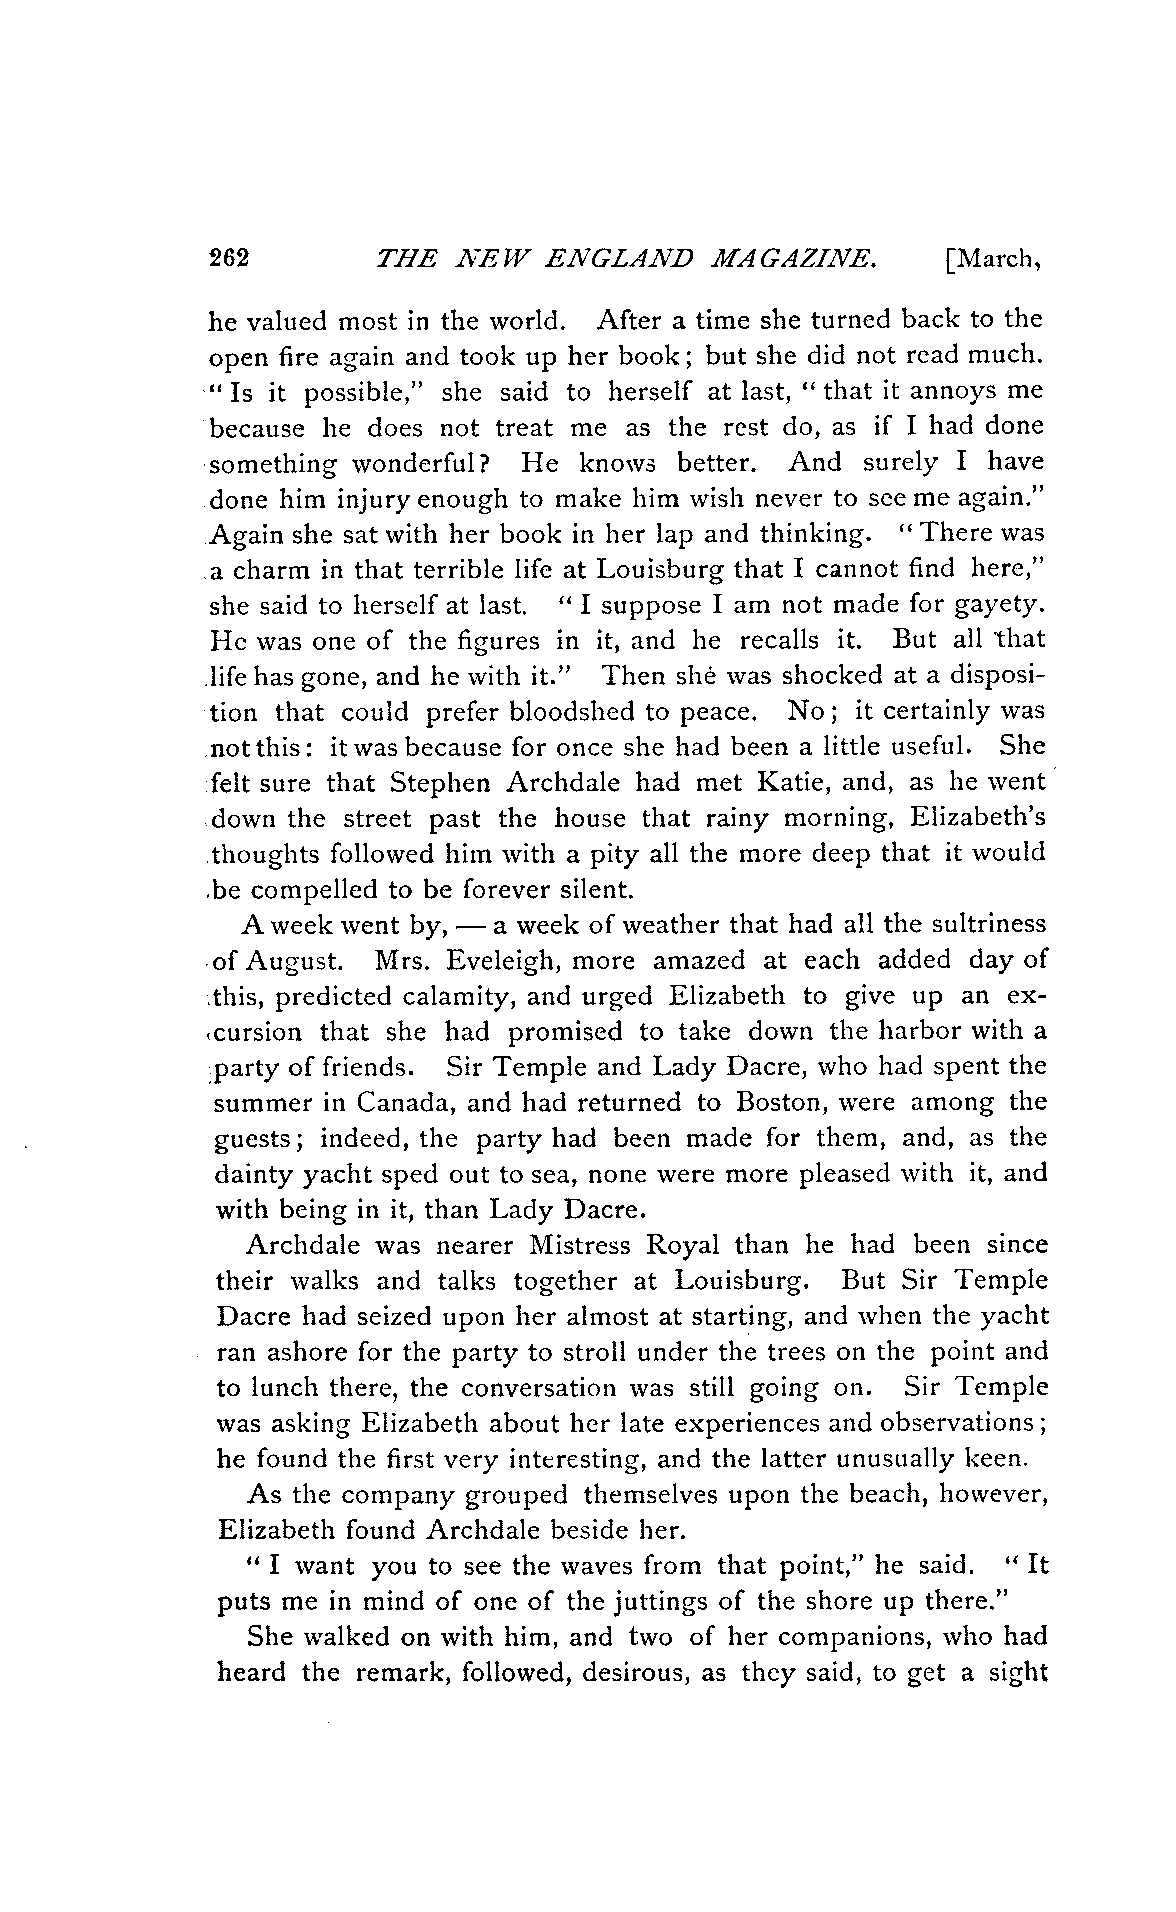 262 THE NEW ENGLAND MAGAZINE. [March,
he valued most in the world. After a time she turned back to the
open fire again and took up her book; but she did not read much.
"Is it possible," she said to herself at last, "that it annoys me
because he does not treat me as the rest do, as if I had done
something wonderful? He knows better. And surely I have
done him injury enough to make him wish never to see me again."
Again she sat with her book in her lap and thinking. "There was
a charm in that terrible life at Louisburg that I cannot find here,"
she said to herself at last. "I suppose I am not made for gayety.
He was one of the figures in it, and he recalls it. But all that
life has gone, and he with it." Then she was shocked at a disposi-
tion that could prefer bloodshed to peace. No; it certainly was
not this: it was because for once she had been a little useful. She
felt sure that Stephen Archdale had met Katie, and, as he went
down the street past the house that rainy morning, Elizabeth's
thoughts followed him with a pity all the more deep that it would
be compelled to be forever silent.
A week went by, — a week of weather that had all the sultriness
of August. Mrs. Eveleigh, more amazed at each added day of
this, predicted calamity, and urged Elizabeth to give up an ex-
cursion that she had promised to take down the harbor with a
party of friends. Sir Temple and Lady Dacre, who had spent the
summer in Canada, and had returned to Boston, were among the
guests; indeed, the party had been made for them, and, as the
dainty yacht sped out to sea, none were more pleased with it, and
with being in it, than Lady Dacre.
Archdale was nearer Mistress Royal than he had been since
their walks and talks together at Louisburg. But Sir Temple
Dacre had seized upon her almost at starting, and when the yacht
ran ashore for the party to stroll under the trees on the point and
to lunch there, the conversation was still going on. Sir Temple
was asking Elizabeth about her late experiences and observations;
he found the first very interesting, and the latter unusually keen.
As the company grouped themselves upon the beach, however,
Elizabeth found Archdale beside her.
"I want you to see the waves from that point," he said. "It
puts me in mind of one of the juttings of the shore up there."
She walked on with him, and two of her companions, who had
heard the remark, followed, desirous, as they said, to get a sight